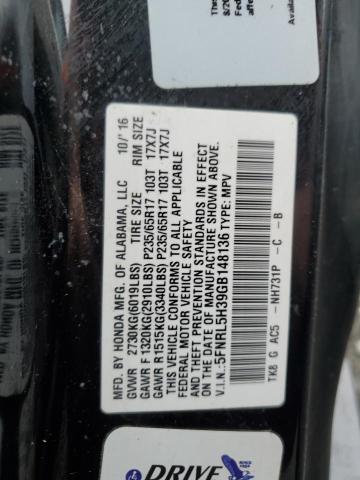 MFD. BY HONDA MFG. OF ALABAMA, LLC 10/'16
GVWR 2730KG(6019LBS) TIRE SIZE RIM SIZE
GAWR F 1320KG(2910LBS) P235/65R17 103T 17X7J
GAWR R 1515KG(3340LBS) P235/65R17 103T 17X7J
THIS VEHICLE CONFORMS TO ALL APPLICABLE
FEDERAL MOTOR VEHICLE SAFETY
AND THEFT PREVENTION STANDARDS IN EFFECT
ON THE DATE OF MANUFACTURE SHOWN ABOVE.
V.I.N.:5FNRL5H39GB148136 TYPE:MPV
TK8 G AC5 -NH731P -C -B
DRIVE
SINCE